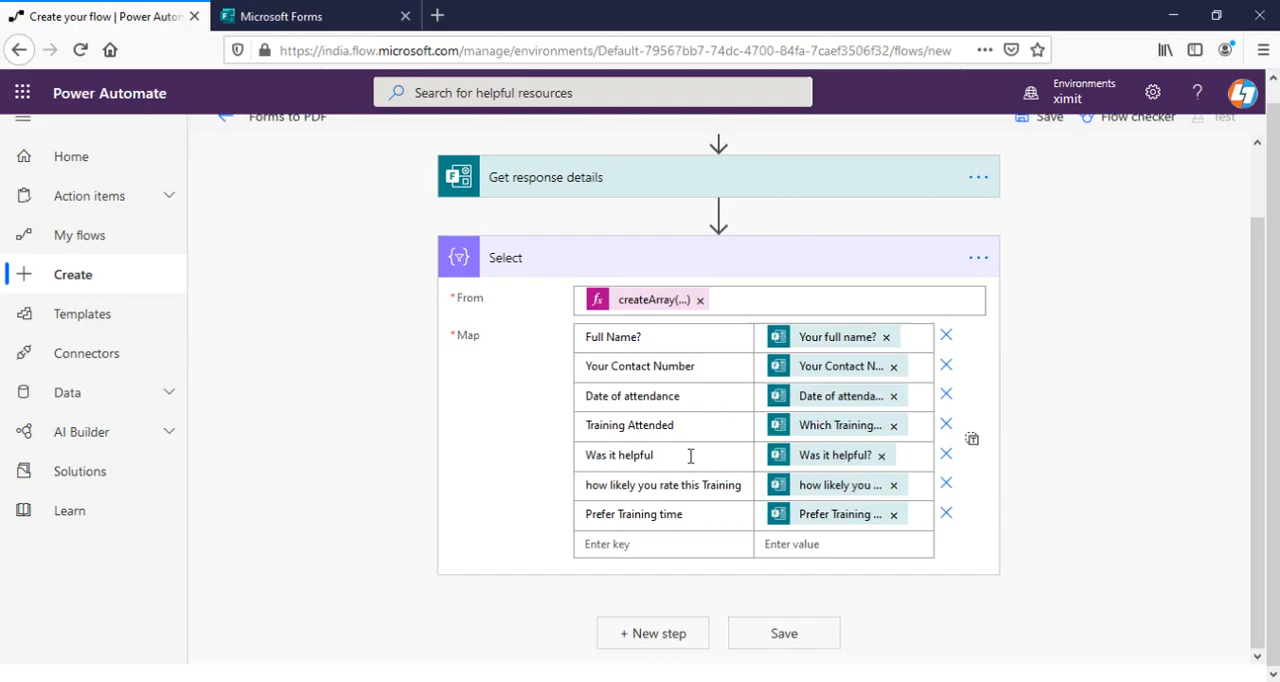 Create your flow | Power Auton
Microsoft Forms
https://india.flow.microsoft.com/manage/environments/Default-79567bb7-74dc-4700-84fa-7caef3506f32/flows/new
Power Automate
Search for helpful resources
Environments
ximit
Forms to PDF
Save
Flow checker
Test
Home
Action items
My flows
Create
Templates
Connectors
Data
AI Builder
Solutions
Learn
Get response details
Select
* From
createArray(...) ×
* Map
Full Name?
Your full name? ×
Your Contact Number
Your Contact N... ×
Date of attendance
Date of attenda... ×
Training Attended
Which Training... ×
Was it helpful
Was it helpful? ×
how likely you rate this Training
how likely you ... ×
Prefer Training time
Prefer Training ... ×
Enter key
Enter value
+ New step
Save